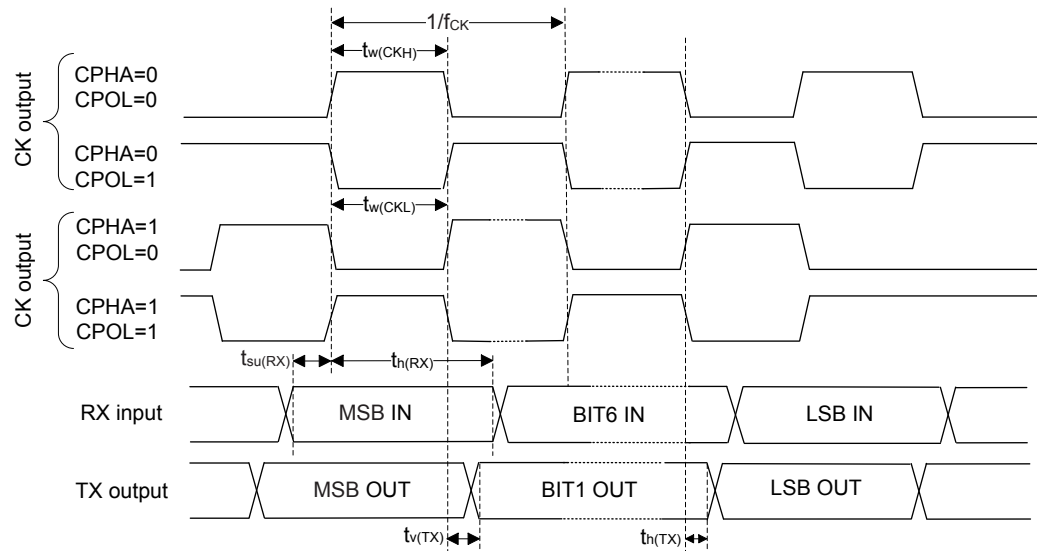 1/fCK
tw(CKH)
CK output
CPHA=0
CPOL=0
CPHA=0
CPOL=1
tw(CKL)
CK output
CPHA=1
CPOL=0
CPHA=1
CPOL=1
tsu(RX)
th(RX)
RX input
MSB IN
BIT6 IN
LSB IN
TX output
MSB OUT
BIT1 OUT
LSB OUT
tv(TX)
th(TX)